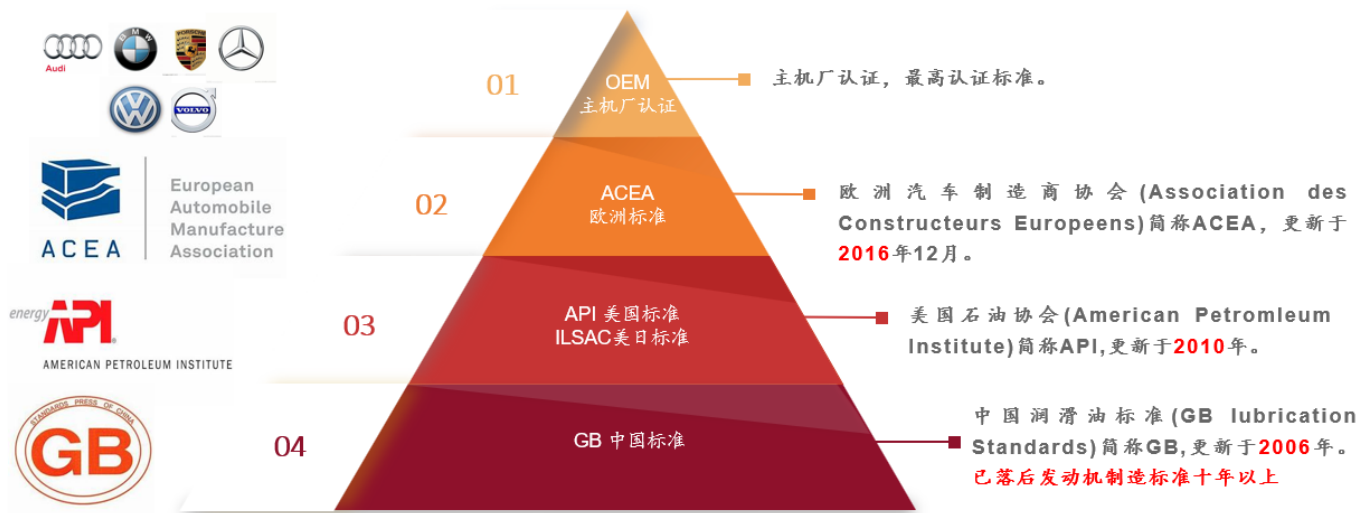 Audi
BMW
PORSCHE
VOLVO
01
OEM
主机厂认证
主机厂认证，最高认证标准。
ACEA
European
Automobile
Manufacture
Association
02
ACEA
欧洲标准
欧洲汽车制造商协会(Association des
Constructeurs Europeens)简称ACEA，更新于
2016年12月。
energy API
AMERICAN PETROLEUM INSTITUTE
03
API 美国标准
ILSAC美日标准
美国石油协会(American Petromleum
Institute)简称API,更新于2010年。
STANDARDS PRESS OF CHINA
GB
04
GB 中国标准
中国润滑油标准(GB lubrication
Standards)简称GB,更新于2006年。
已落后发动机制造标准十年以上